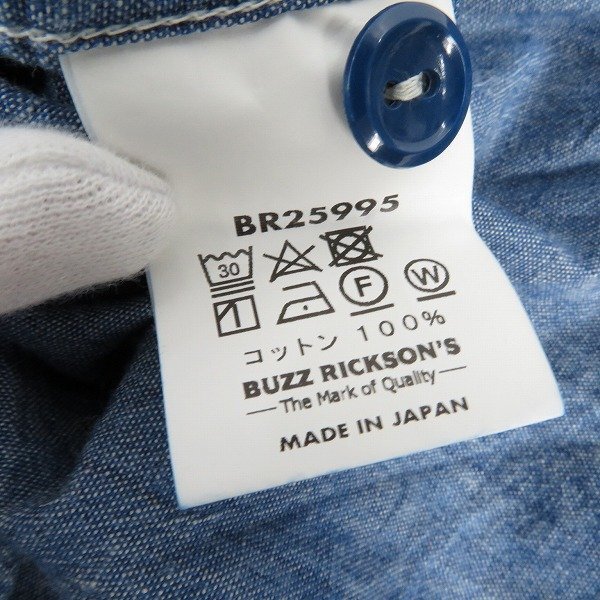 BR25995
30
F W
コットン 100%
BUZZ RICKSON'S
The Mark of Quality
MADE IN JAPAN